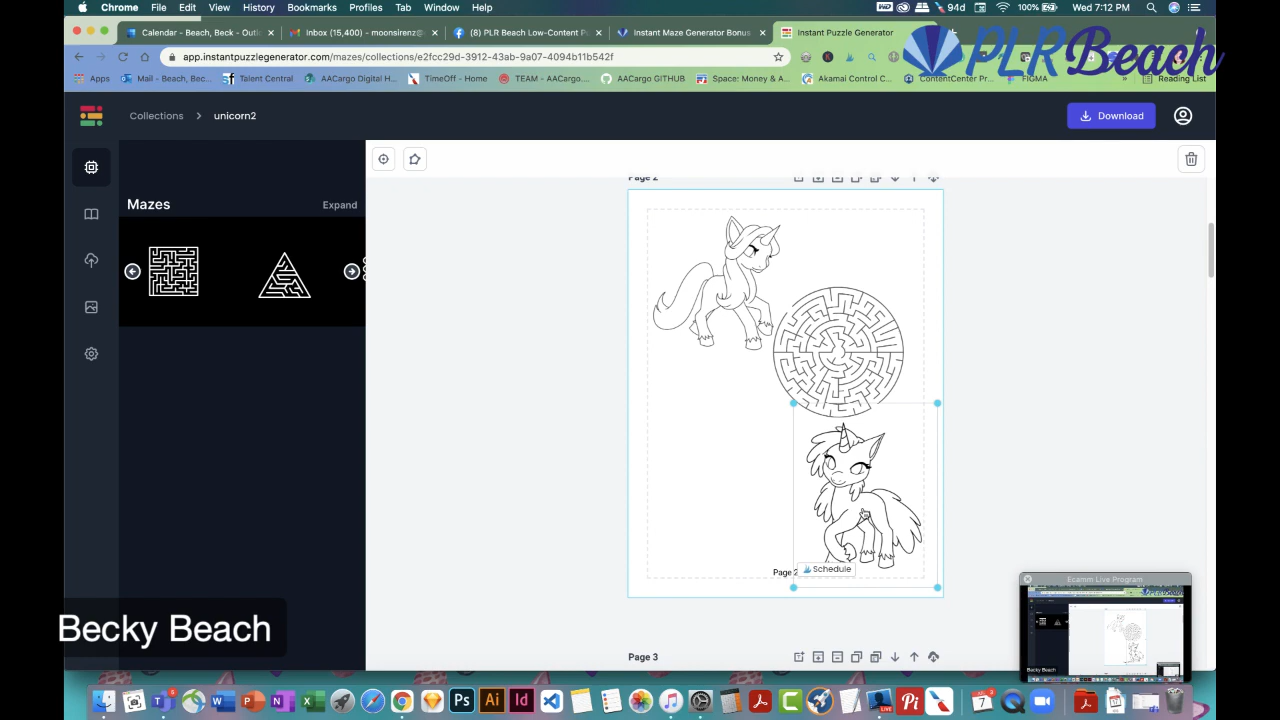 Chrome File Edit View History Bookmarks Profiles Tab Window Help 94d 100% Wed 7:12 PM
Calendar - Beach, Beck - Outlo Inbox (15,400) - moonsirenz@g (8) PLR Beach Low-Content Pu Instant Maze Generator Bonus Instant Puzzle Generator
app.instantpuzzlegenerator.com/mazes/collections/e2fcc29d-3912-43ab-9a07-4094b11b542f
PLRBeach
Apps Mail - Beach, Bec... Talent Central AACargo Digital H... TimeOff - Home TEAM - AACargo.... AACargo GITHUB Space: Money & A... Akamai Control C... ContentCenter Pr... FIGMA » Reading List
Collections > unicorn2 Download
Page 2
Mazes Expand
Page 2 Schedule
Ecamm Live Program
Becky Beach
Page 3
Becky Beach